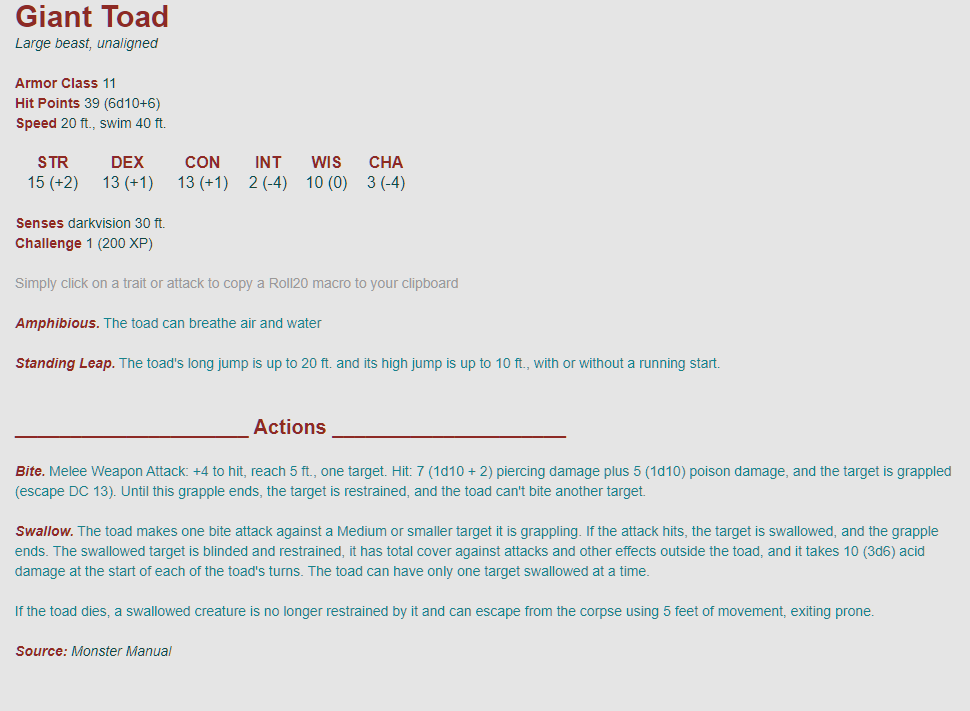 Giant Toad
Large beast, unaligned
Armor Class 11
Hit Points 39 (6d10+6)
Speed 20 ft., swim 40 ft.
STR DEX CON INT WIS CHA
15 (+2) 13 (+1) 13 (+1) 2 (-4) 10 (0) 3 (-4)
Senses darkvision 30 ft.
Challenge 1 (200 XP)
Simply click on a trait or attack to copy a Roll20 macro to your clipboard
Amphibious. The toad can breathe air and water
Standing Leap. The toad's long jump is up to 20 ft. and its high jump is up to 10 ft., with or without a running start.
Actions
Bite. Melee Weapon Attack: +4 to hit, reach 5 ft., one target. Hit: 7 (1d10 + 2) piercing damage plus 5 (1d10) poison damage, and the target is grappled
(escape DC 13). Until this grapple ends, the target is restrained, and the toad can't bite another target.
Swallow. The toad makes one bite attack against a Medium or smaller target it is grappling. If the attack hits, the target is swallowed, and the grapple
ends. The swallowed target is blinded and restrained, it has total cover against attacks and other effects outside the toad, and it takes 10 (3d6) acid
damage at the start of each of the toad's turns. The toad can have only one target swallowed at a time.
If the toad dies, a swallowed creature is no longer restrained by it and can escape from the corpse using 5 feet of movement, exiting prone.
Source: Monster Manual